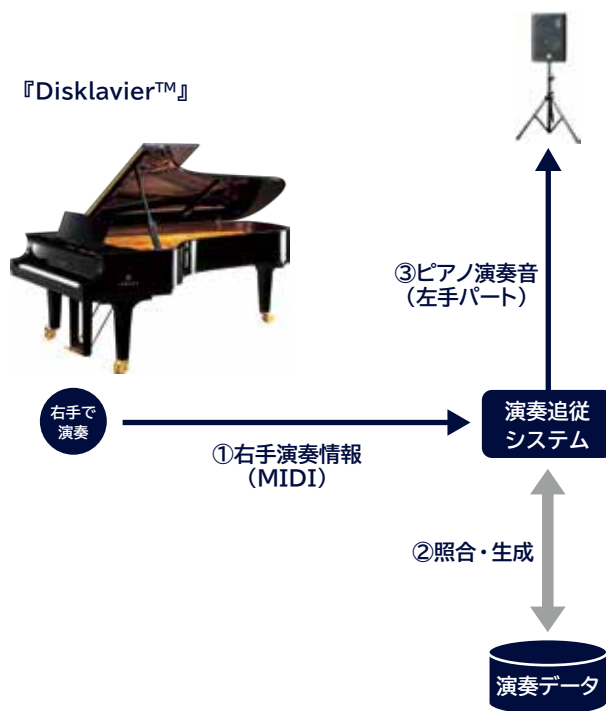 『Disklavier™』
③ピアノ演奏音
（左手パート）
右手で
演奏
演奏追従
システム
①右手演奏情報
（MIDI）
②照合・生成
演奏データ